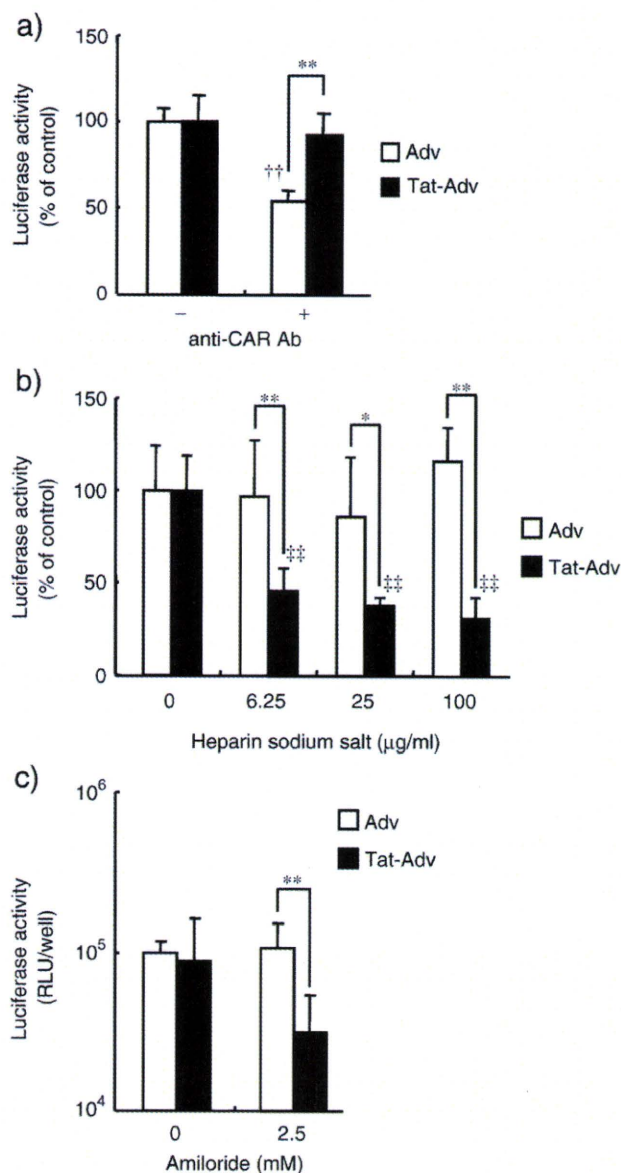 a)
150
100
50
0
Luciferase activity
(% of control)
**
††
Adv
Tat-Adv
−
+
anti-CAR Ab
b)
150
100
50
0
Luciferase activity
(% of control)
**
*
**
‡‡
‡‡
‡‡
Adv
Tat-Adv
0
6.25
25
100
Heparin sodium salt (μg/ml)
c)
10⁶
10⁵
10⁴
Luciferase activity
(RLU/well)
**
Adv
Tat-Adv
0
2.5
Amiloride (mM)